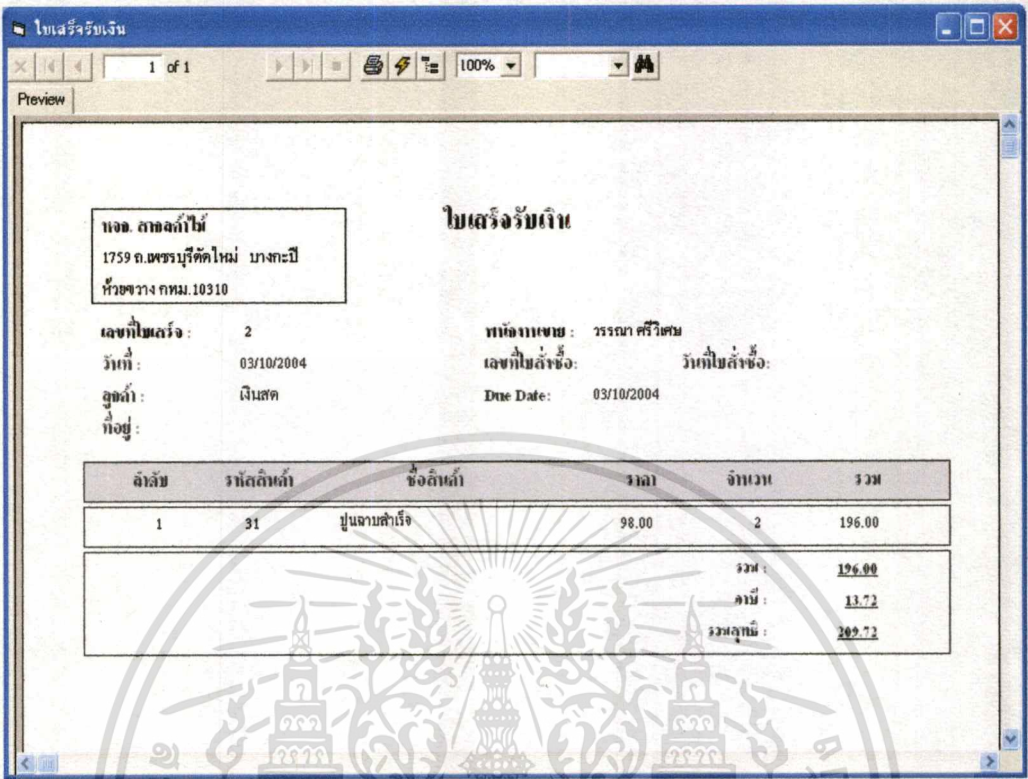 ใบเสร็จรับเงิน
1 of 1
100%
Preview
ใบเสร็จรับเงิน
หจก. สากลค้าไม้
1759 ถ.เพชรบุรีตัดใหม่ บางกะปิ
ห้วยขวาง กทม.10310
เลขที่ใบเสร็จ : 2 พนักงานขาย : วรรณา ศรีวิเศษ
วันที่ : 03/10/2004 เลขที่ใบสั่งซื้อ: วันที่ใบสั่งซื้อ:
ลูกค้า : เงินสด Due Date: 03/10/2004
ที่อยู่ :
ลำดับ รหัสสินค้า ชื่อสินค้า ราคา จำนวน รวม
1 31 ปูนฉาบสำเร็จ 98.00 2 196.00
รวม : 196.00
ภาษี : 13.72
รวมสุทธิ : 209.72